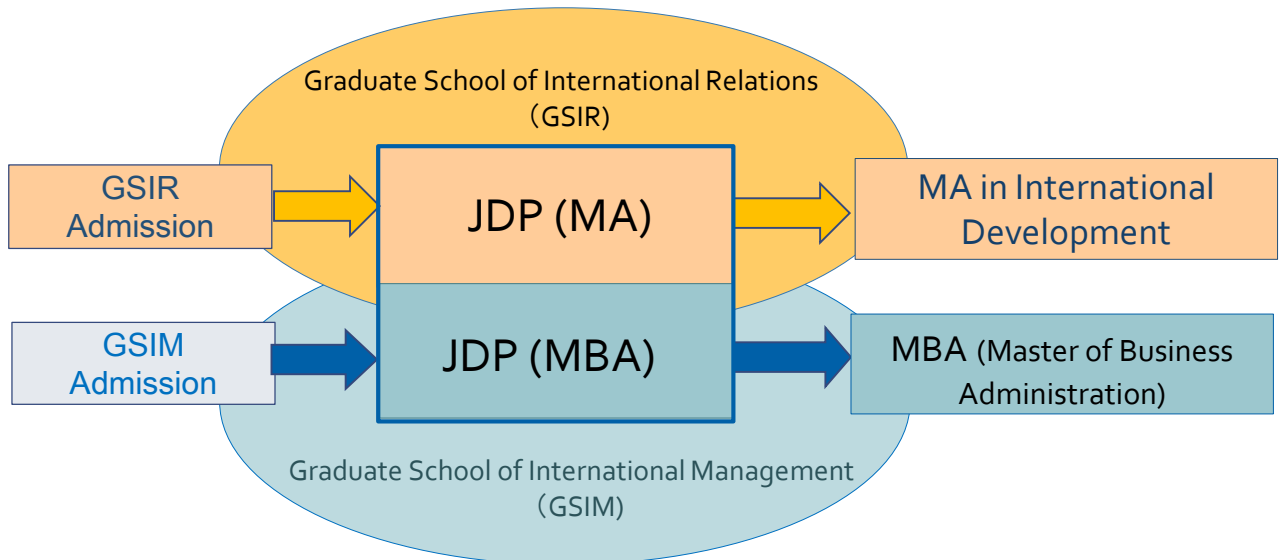 Graduate School of International Relations
（GSIR)
GSIR
Admission
JDP (MA)
MA in International
Development
GSIM
Admission
JDP (MBA)
MBA (Master of Business
Administration)
Graduate School of International Management
（GSIM)